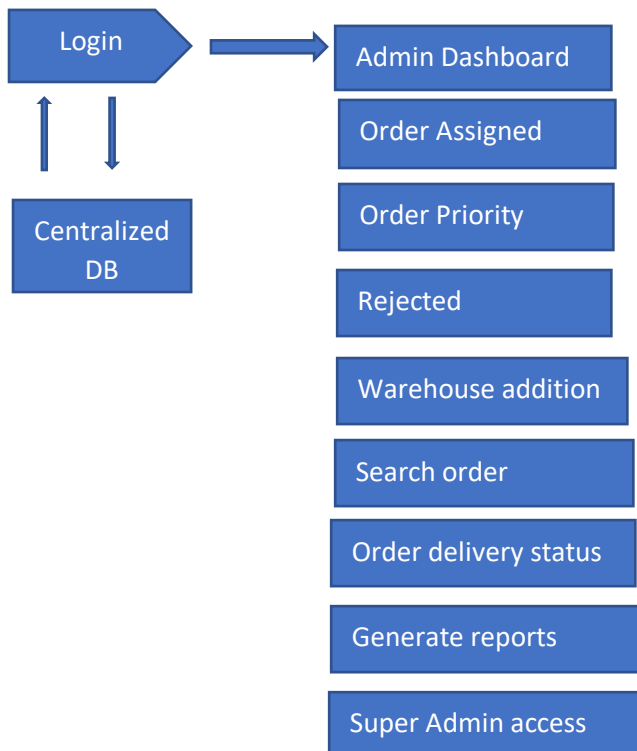 Login
Admin Dashboard
Order Assigned
Order Priority
Centralized
DB
Rejected
Warehouse addition
Search order
Order delivery status
Generate reports
Super Admin access